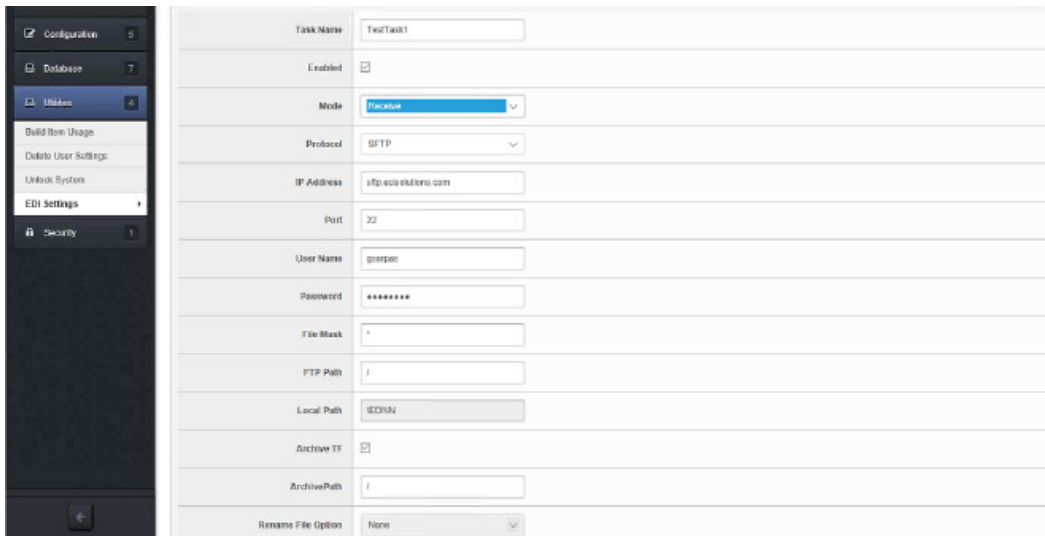 Configuration 5
Database 7
Utilities 4
Build Item Usage
Delete User Settings
Unlock System
EDI Settings
Security 1
Task Name TestTask1
Enabled
Mode Receive
Protocol SFTP
IP Address
Port 22
User Name
Password ••••••••
File Mask *
FTP Path /
Local Path
Archive TF
ArchivePath /
Rename File Option None